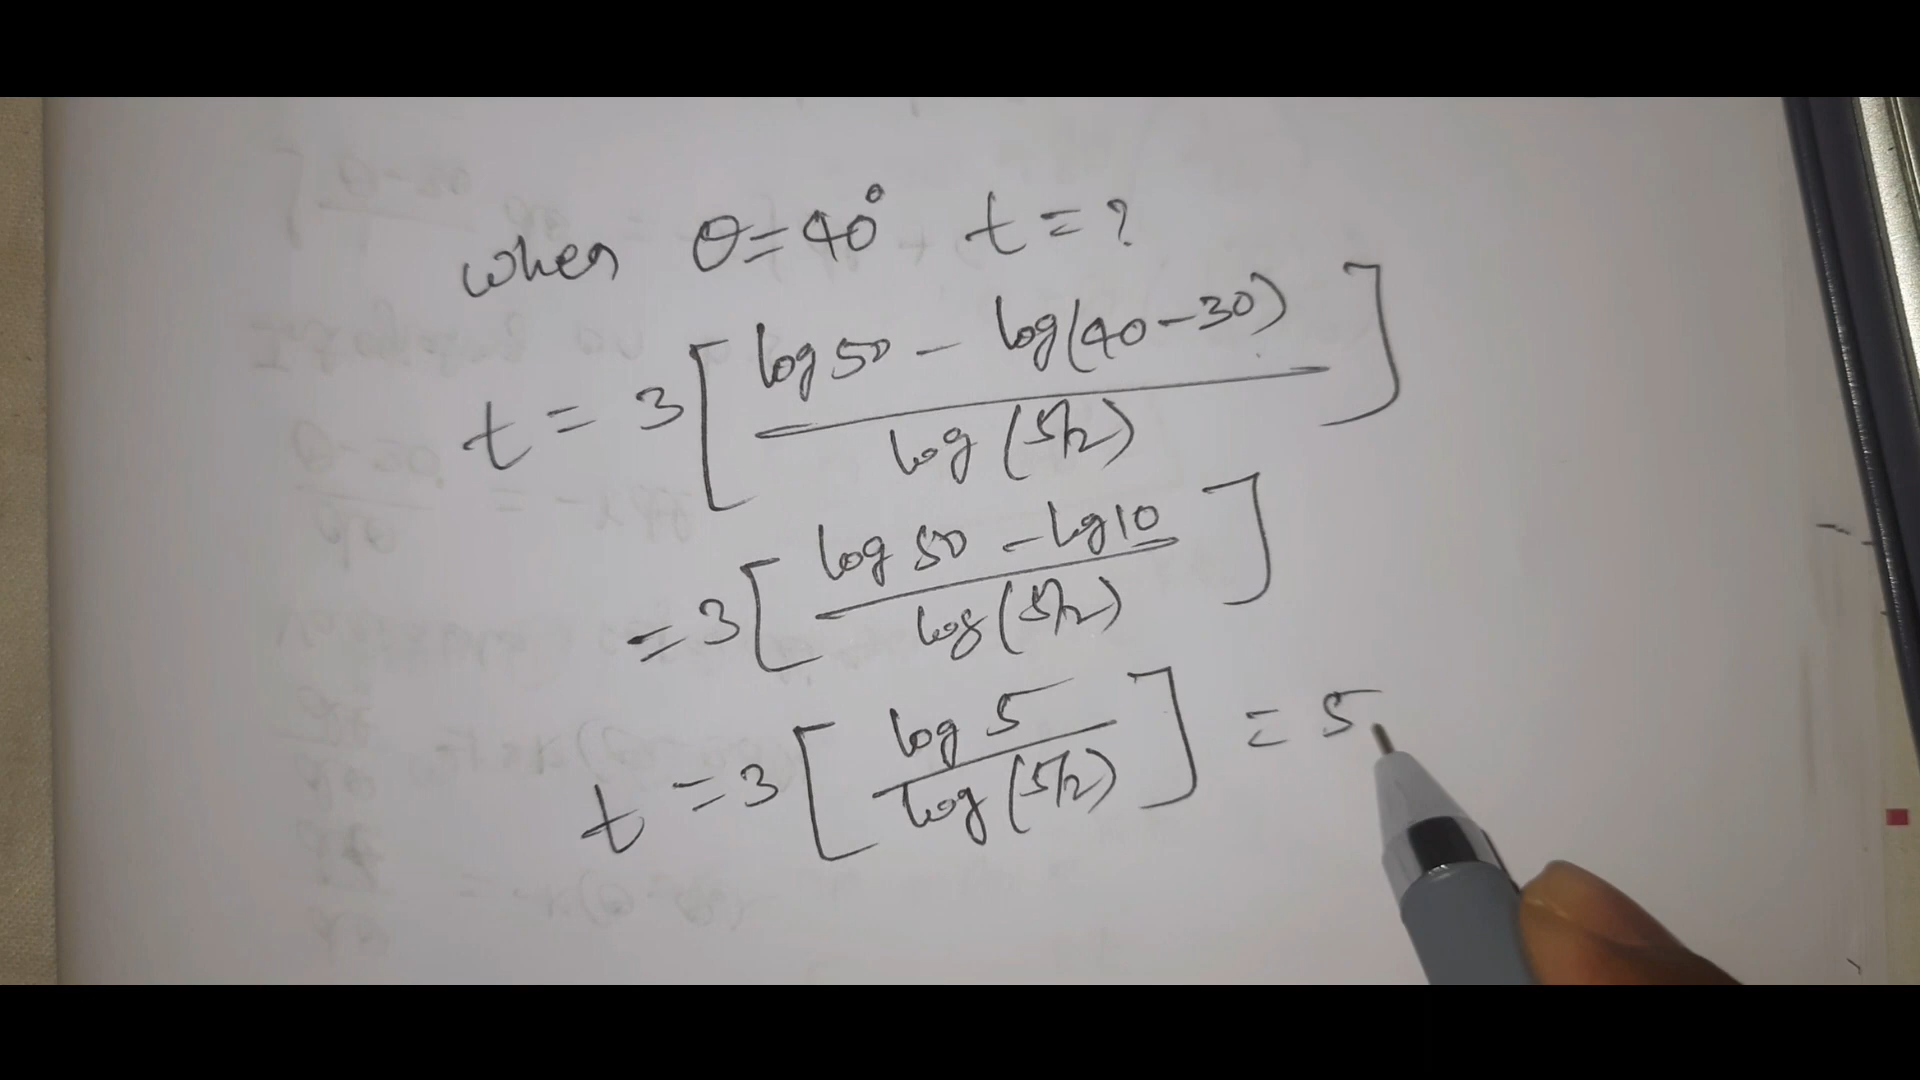 when θ=40° t=?
t = 3 [ log 50 - log(40-30) / log (5/2) ]
= 3 [ log 50 - log 10 / log (5/2) ]
t = 3 [ log 5 / log (5/2) ] = 5